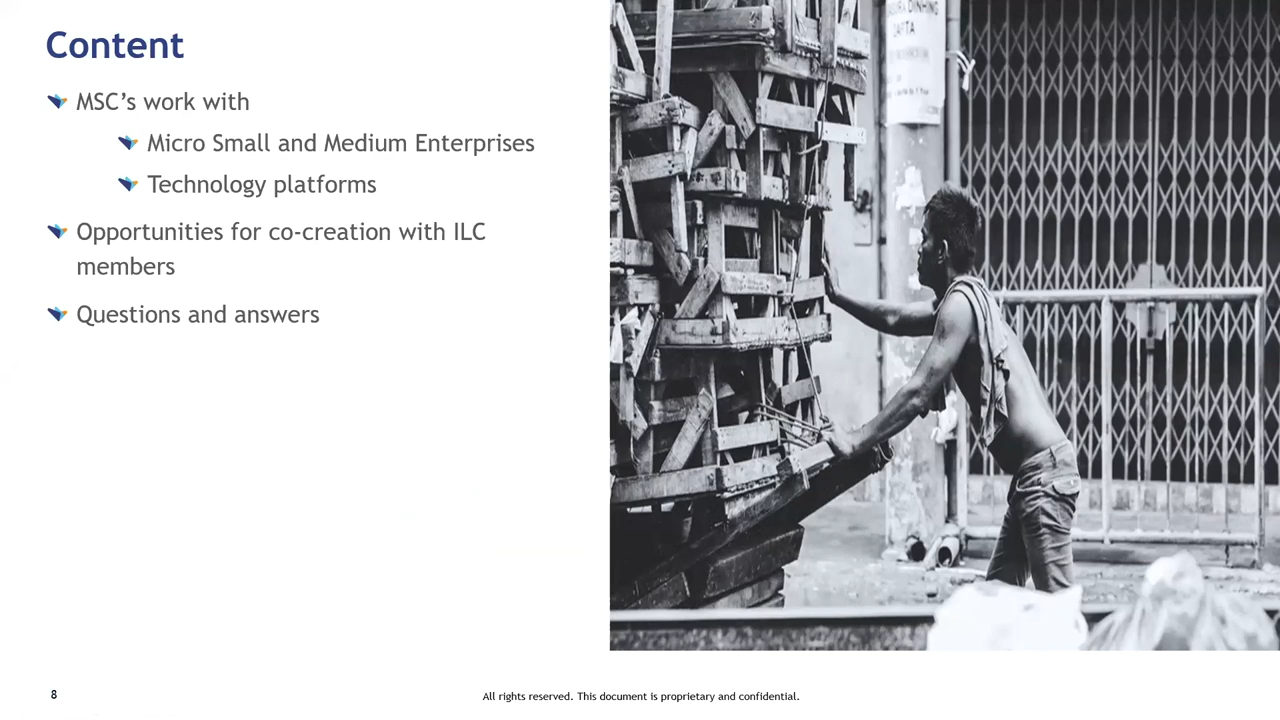 Content
MSC’s work with
Micro Small and Medium Enterprises
Technology platforms
Opportunities for co-creation with ILC
members
Questions and answers
8
All rights reserved. This document is proprietary and confidential.